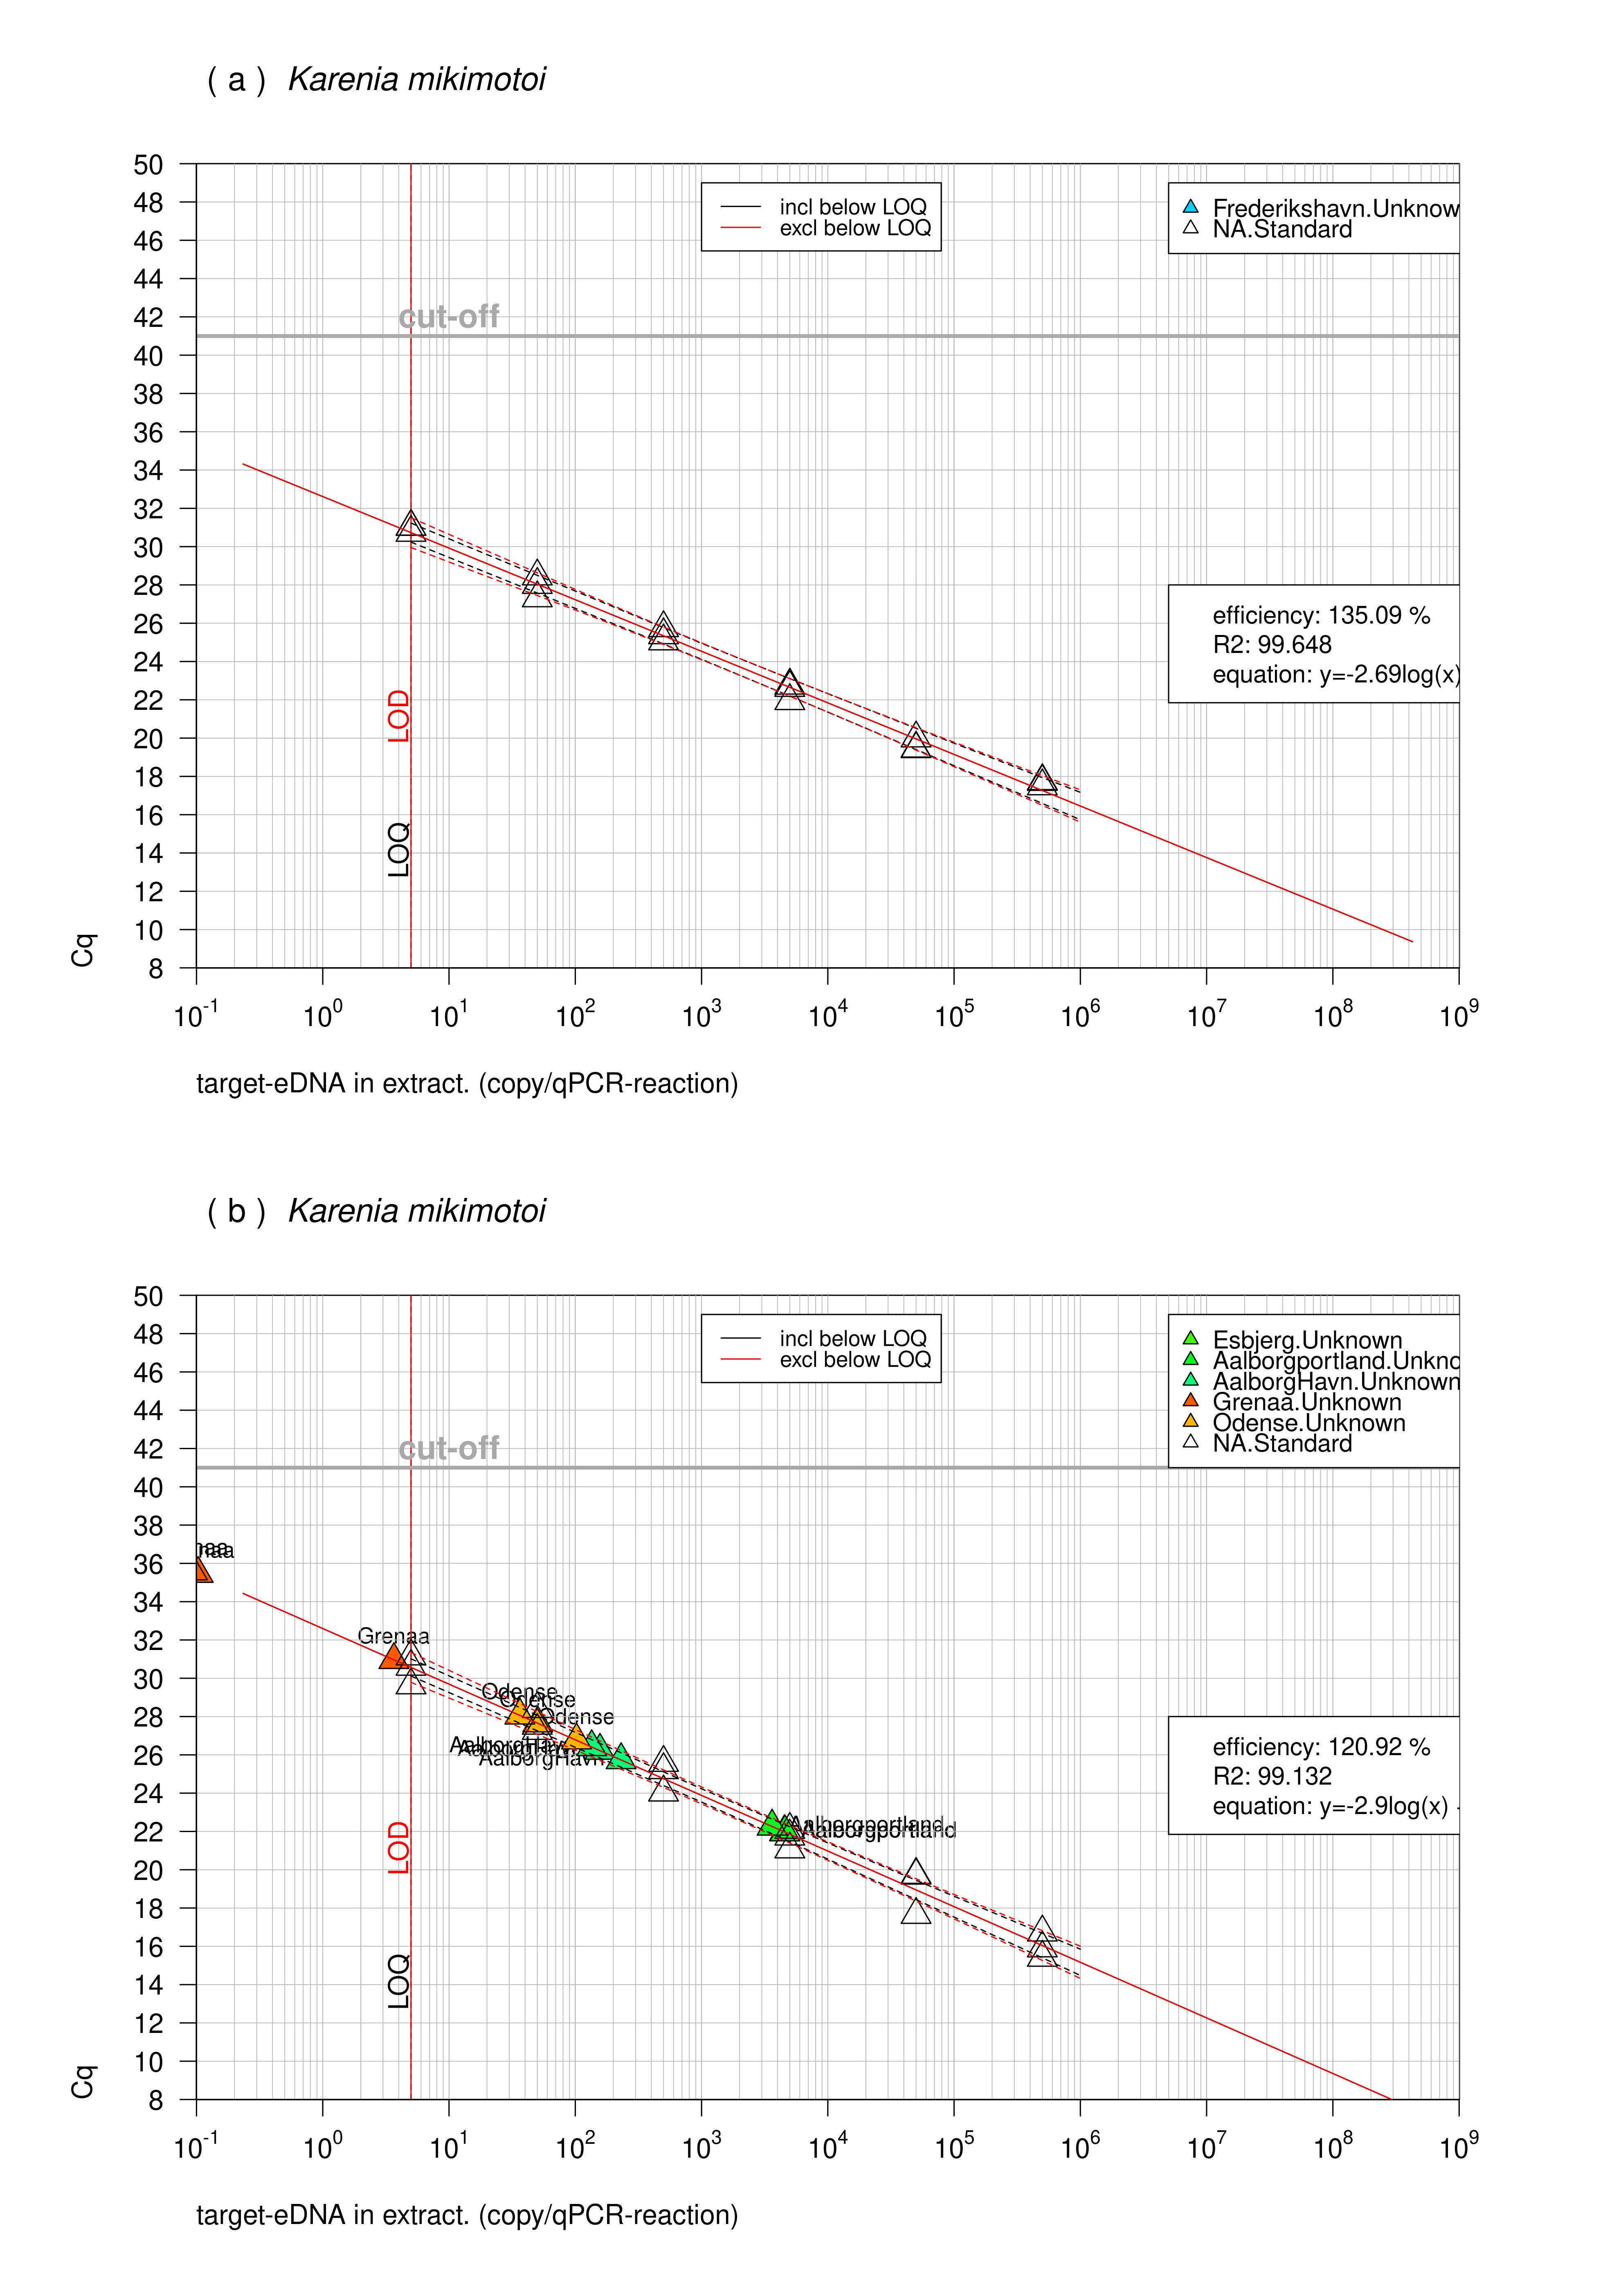 ( a ) Karenia mikimotoi
50
48
46
44
42
40
38
36
34
32
30
28
26
24
22
20
18
16
14
12
10
8
Cq
incl below LOQ
excl below LOQ
Frederikshavn.Unknow
NA.Standard
cut-off
LOD
LOQ
efficiency: 135.09 %
R2: 99.648
equation: y=-2.69log(x)
10-1 100 101 102 103 104 105 106 107 108 109
target-eDNA in extract. (copy/qPCR-reaction)
( b ) Karenia mikimotoi
50
48
46
44
42
40
38
36
34
32
30
28
26
24
22
20
18
16
14
12
10
8
Cq
incl below LOQ
excl below LOQ
Esbjerg.Unknown
Aalborgportland.Unkno
AalborgHavn.Unknown
Grenaa.Unknown
Odense.Unknown
NA.Standard
cut-off
naa
naa
Grenaa
Odense
Odense
Odense
AalborgHavn
Aalborgportland
Aalborgportland
LOD
LOQ
efficiency: 120.92 %
R2: 99.132
equation: y=-2.9log(x) -
10-1 100 101 102 103 104 105 106 107 108 109
target-eDNA in extract. (copy/qPCR-reaction)